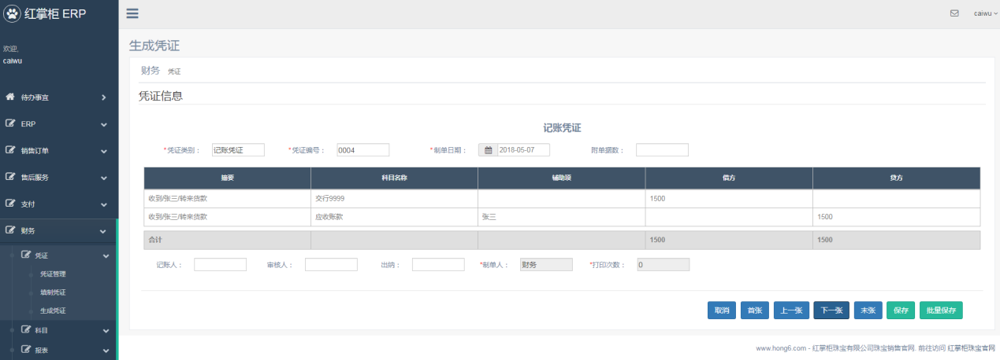 红掌柜 ERP
caiwu
欢迎,
caiwu
待办事宜
ERP
销售订单
售后服务
支付
财务
凭证
凭证管理
填制凭证
生成凭证
科目
报表
生成凭证
财务 凭证
凭证信息
记账凭证
*凭证类别： 记账凭证 *凭证编号： 0004 *制单日期： 2018-05-07 附单据数：
摘要 科目名称 辅助项 借方 贷方
收到/张三/转来货款 交行9999 1500
收到/张三/转来货款 应收账款 张三 1500
合计 1500 1500
记账人： 审核人： 出纳： *制单人： 财务 *打印次数： 0
取消 首张 上一张 下一张 末张 保存 批量保存
www.hong6.com - 红掌柜珠宝有限公司珠宝销售官网. 前往访问 红掌柜珠宝官网